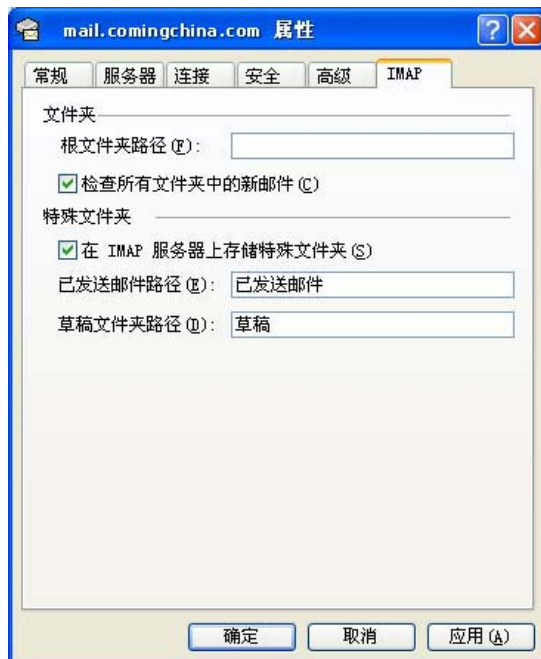 mail.comingchina.com 属性
常规 服务器 连接 安全 高级 IMAP
文件夹
根文件夹路径(F):
检查所有文件夹中的新邮件(C)
特殊文件夹
在 IMAP 服务器上存储特殊文件夹(S)
已发送邮件路径(E): 已发送邮件
草稿文件夹路径(D): 草稿
确定 取消 应用(A)